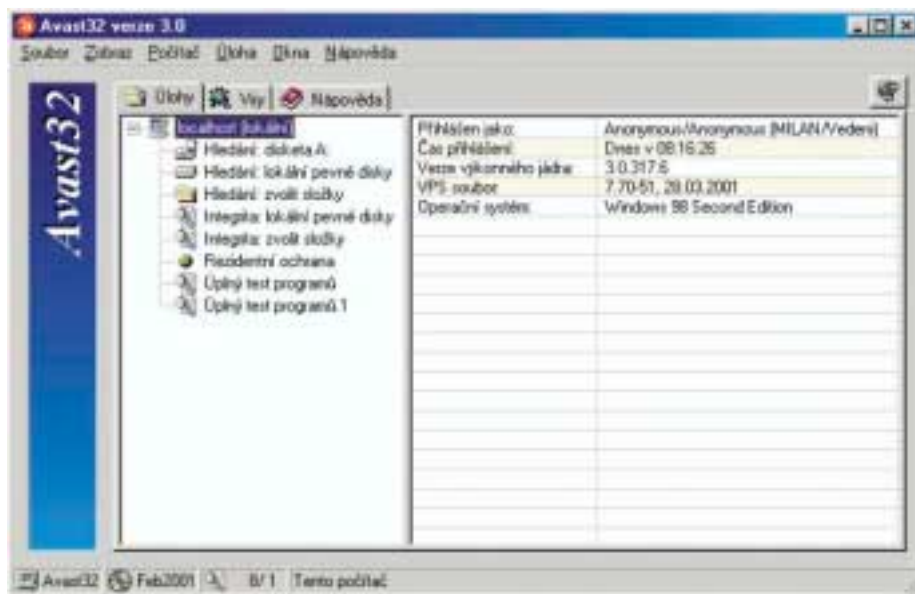 Avast32 verze 3.0
Soubor Zobraz Počítač Úloha Okna Nápověda
Avast32
Úlohy Viry Nápověda
localhost (lokální)
Hledání: disketa A:
Hledání: lokální pevné disky
Hledání: zvolit složky
Integrita: lokální pevné disky
Integrita: zvolit složky
Rezidentní ochrana
Úplný test programů
Úplný test programů 1
Přihlášen jako: Anonymous/Anonymous (MILAN/Vedeni)
Čas přihlášení: Dnes v 08:16:26
Verze výkonného jádra: 3.0.317.6
VPS soubor: 7.70-51, 28.03.2001
Operační systém: Windows 98 Second Edition
Avast32 Feb2001 8/1 Tento počítač